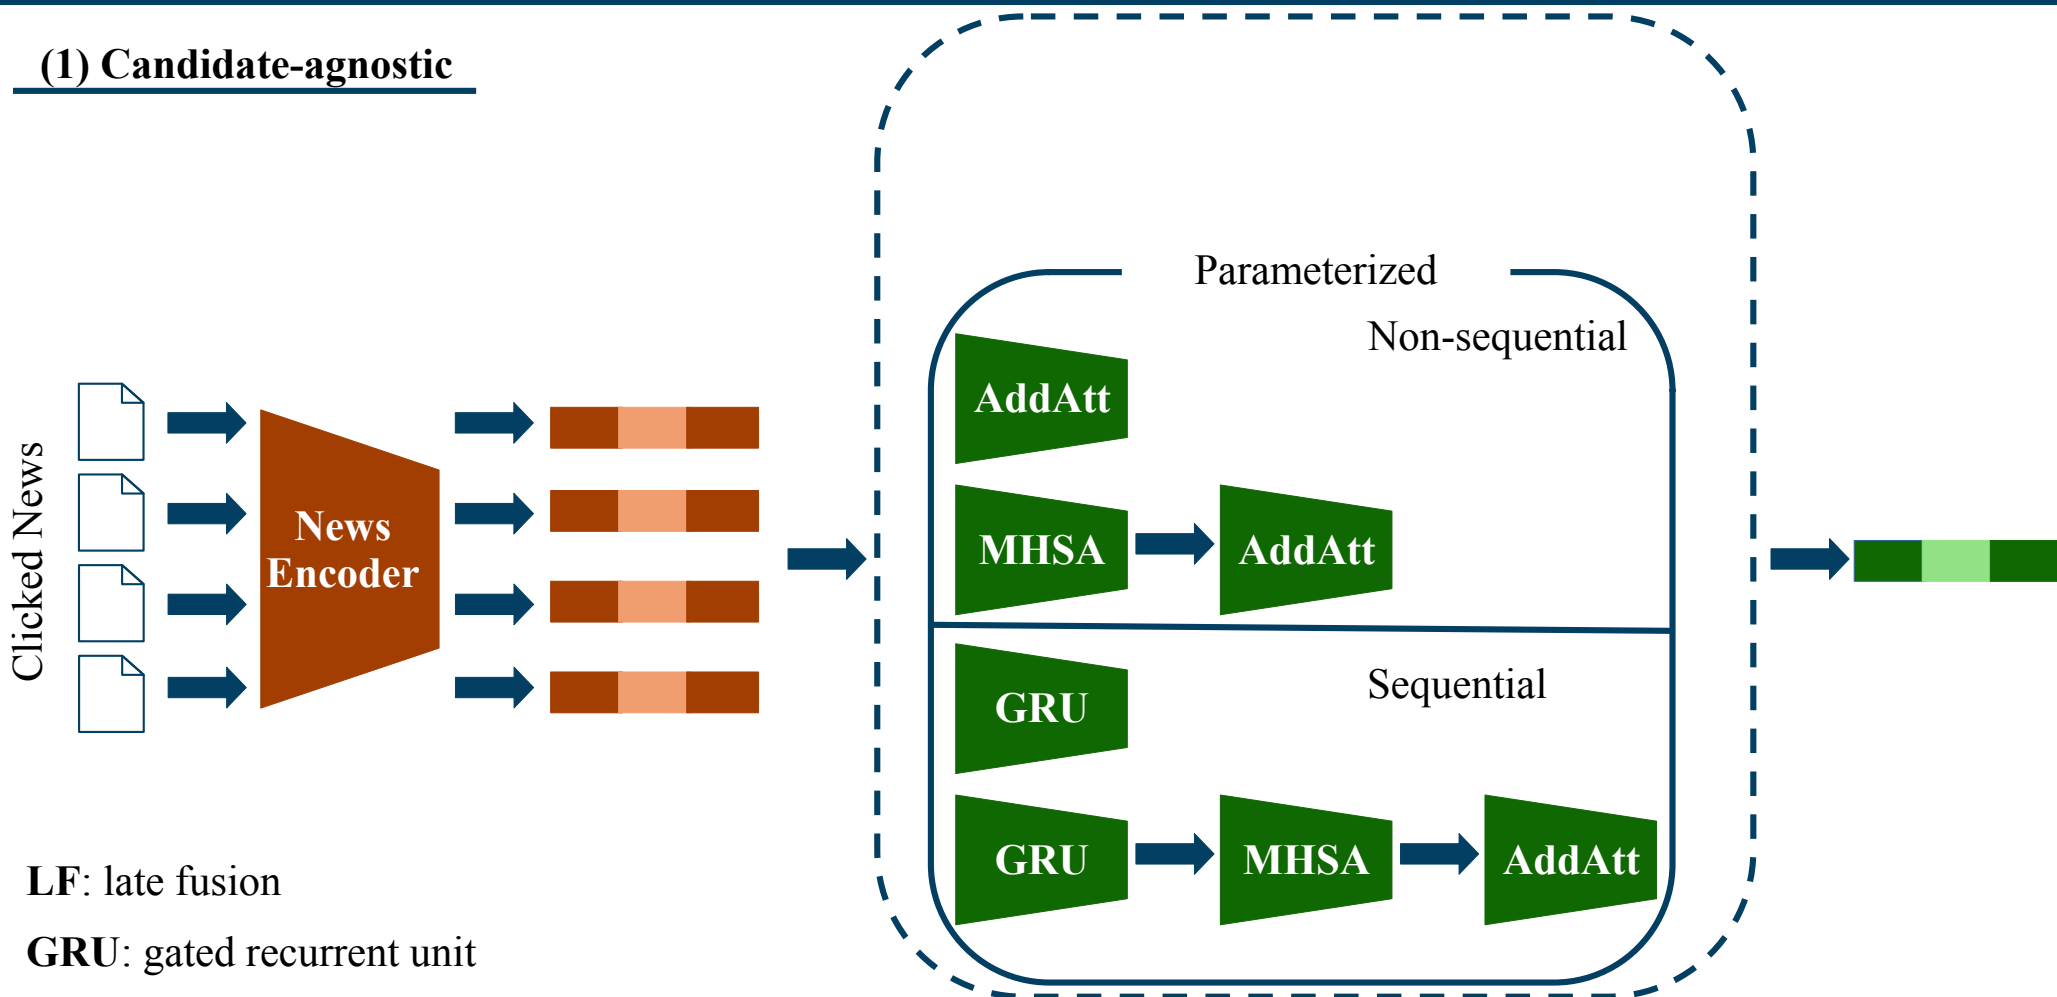 (1) Candidate-agnostic
Parameterized
Non-sequential
AddAtt
MHSA
AddAtt
Clicked News
News
Encoder
Sequential
GRU
GRU
MHSA
AddAtt
LF: late fusion
GRU: gated recurrent unit